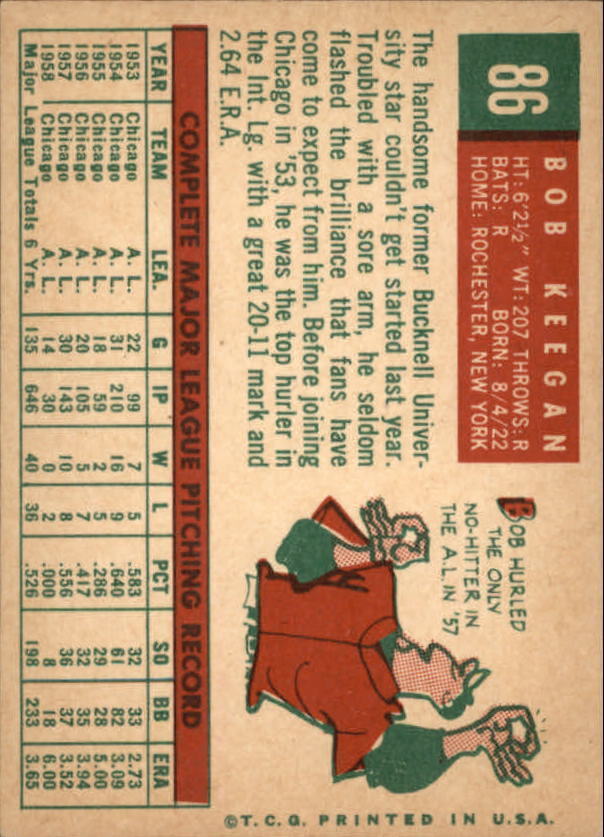 86
BOB KEEGAN
HT: 6'2½" WT: 207 THROWS: R
BATS: R BORN: 8/4/22
HOME: ROCHESTER, NEW YORK
The handsome former Bucknell Univer-
sity star couldn't get started last year.
Troubled with a sore arm, he seldom
flashed the brilliance that fans have
come to expect from him. Before joining
Chicago in '53, he was the top hurler in
the Int. Lg. with a great 20-11 mark and
2.64 E.R.A.
BOB HURLED
THE ONLY
NO-HITTER IN
THE A.L. IN '57
COMPLETE MAJOR LEAGUE PITCHING RECORD
YEAR TEAM LEA. G IP W L PCT SO BB ERA
1953 Chicago A. L. 22 99 7 5 .583 32 33 2.73
1954 Chicago A. L. 31 210 16 9 .640 61 82 3.09
1955 Chicago A. L. 18 59 2 5 .286 29 28 5.00
1956 Chicago A. L. 20 105 5 7 .417 32 35 3.94
1957 Chicago A. L. 30 143 10 8 .556 36 37 3.52
1958 Chicago A. L. 14 30 0 2 .000 8 18 6.00
Major League Totals 6 Yrs. 135 646 40 36 .526 198 233 3.65
©T.C.G. PRINTED IN U.S.A.